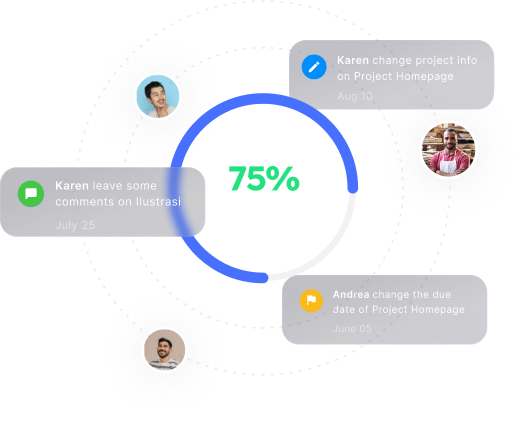 Karen change project info
on Project Homepage
Aug 10
75%
Karen leave some
comments on Ilustrasi
July 25
Andrea change the due
date of Project Homepage
June 05